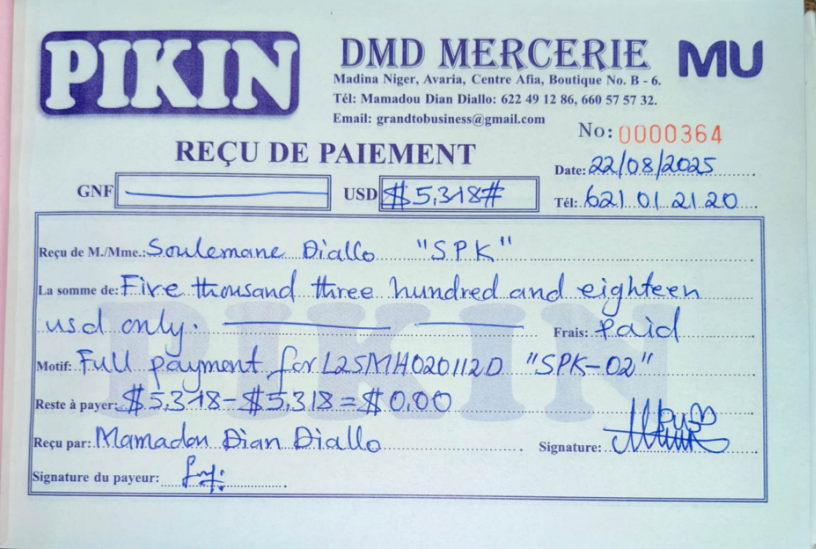 PIKIN
DMD MERCERIE MU
Madina Niger, Avaria, Centre Afia, Boutique No. B - 6.
Tél: Mamadou Dian Diallo: 622 49 12 86, 660 57 57 32.
Email: grandtobusiness@gmail.com
No: 0000364
REÇU DE PAIEMENT
Date: 22/08/2025
GNF USD #$5,318#
Tél: 621 01 21 20
Reçu de M./Mme.: Soulemane Diallo "SPK"
La somme de: Five thousand three hundred and eighteen
usd only. Frais: Paid
Motif: Full payment for L25MH020112D "SPK-02"
Reste à payer: $5,318-$5,318=$0,00
Reçu par: Mamadou Dian Diallo Signature:
Signature du payeur:
PIKIN